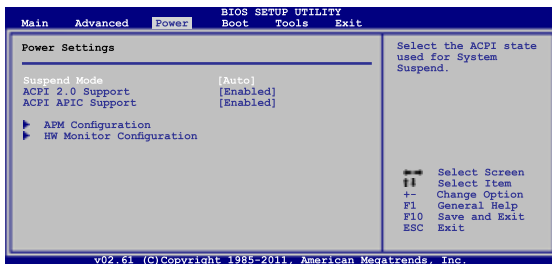 BIOS SETUP UTILITY
Main Advanced Power Boot Tools Exit
Power Settings
Suspend Mode [Auto]
ACPI 2.0 Support [Enabled]
ACPI APIC Support [Enabled]
APM Configuration
HW Monitor Configuration
Select the ACPI state
used for System
Suspend.
Select Screen
Select Item
+- Change Option
F1 General Help
F10 Save and Exit
ESC Exit
v02.61 (C)Copyright 1985-2011, American Megatrends, Inc.